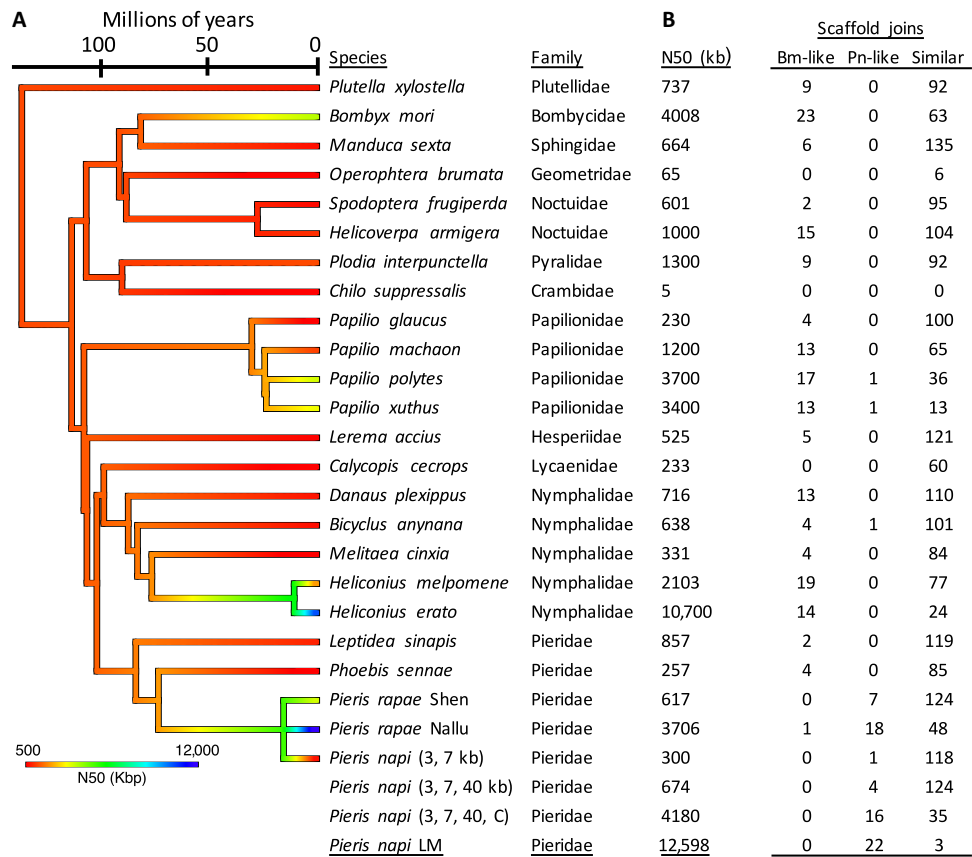 A Millions of years B
Scaffold joins
100 50 0
Species Family N50 (kb) Bm-like Pn-like Similar
Plutella xylostella Plutellidae 737 9 0 92
Bombyx mori Bombycidae 4008 23 0 63
Manduca sexta Sphingidae 664 6 0 135
Operophtera brumata Geometridae 65 0 0 6
Spodoptera frugiperda Noctuidae 601 2 0 95
Helicoverpa armigera Noctuidae 1000 15 0 104
Plodia interpunctella Pyralidae 1300 9 0 92
Chilo suppressalis Crambidae 5 0 0 0
Papilio glaucus Papilionidae 230 4 0 100
Papilio machaon Papilionidae 1200 13 0 65
Papilio polytes Papilionidae 3700 17 1 36
Papilio xuthus Papilionidae 3400 13 1 13
Lerema accius Hesperiidae 525 5 0 121
Calycopis cecrops Lycaenidae 233 0 0 60
Danaus plexippus Nymphalidae 716 13 0 110
Bicyclus anynana Nymphalidae 638 4 1 101
Melitaea cinxia Nymphalidae 331 4 0 84
Heliconius melpomene Nymphalidae 2103 19 0 77
Heliconius erato Nymphalidae 10,700 14 0 24
Leptidea sinapis Pieridae 857 2 0 119
Phoebis sennae Pieridae 257 4 0 85
Pieris rapae Shen Pieridae 617 0 7 124
Pieris rapae Nallu Pieridae 3706 1 18 48
500 12,000
Pieris napi (3, 7 kb) Pieridae 300 0 1 118
N50 (Kbp)
Pieris napi (3, 7, 40 kb) Pieridae 674 0 4 124
Pieris napi (3, 7, 40, C) Pieridae 4180 0 16 35
Pieris napi LM Pieridae 12,598 0 22 3